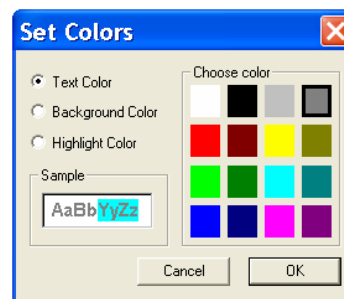 Set Colors
Text Color
Background Color
Highlight Color
Sample
AaBbYyZz
Choose color
Cancel
OK